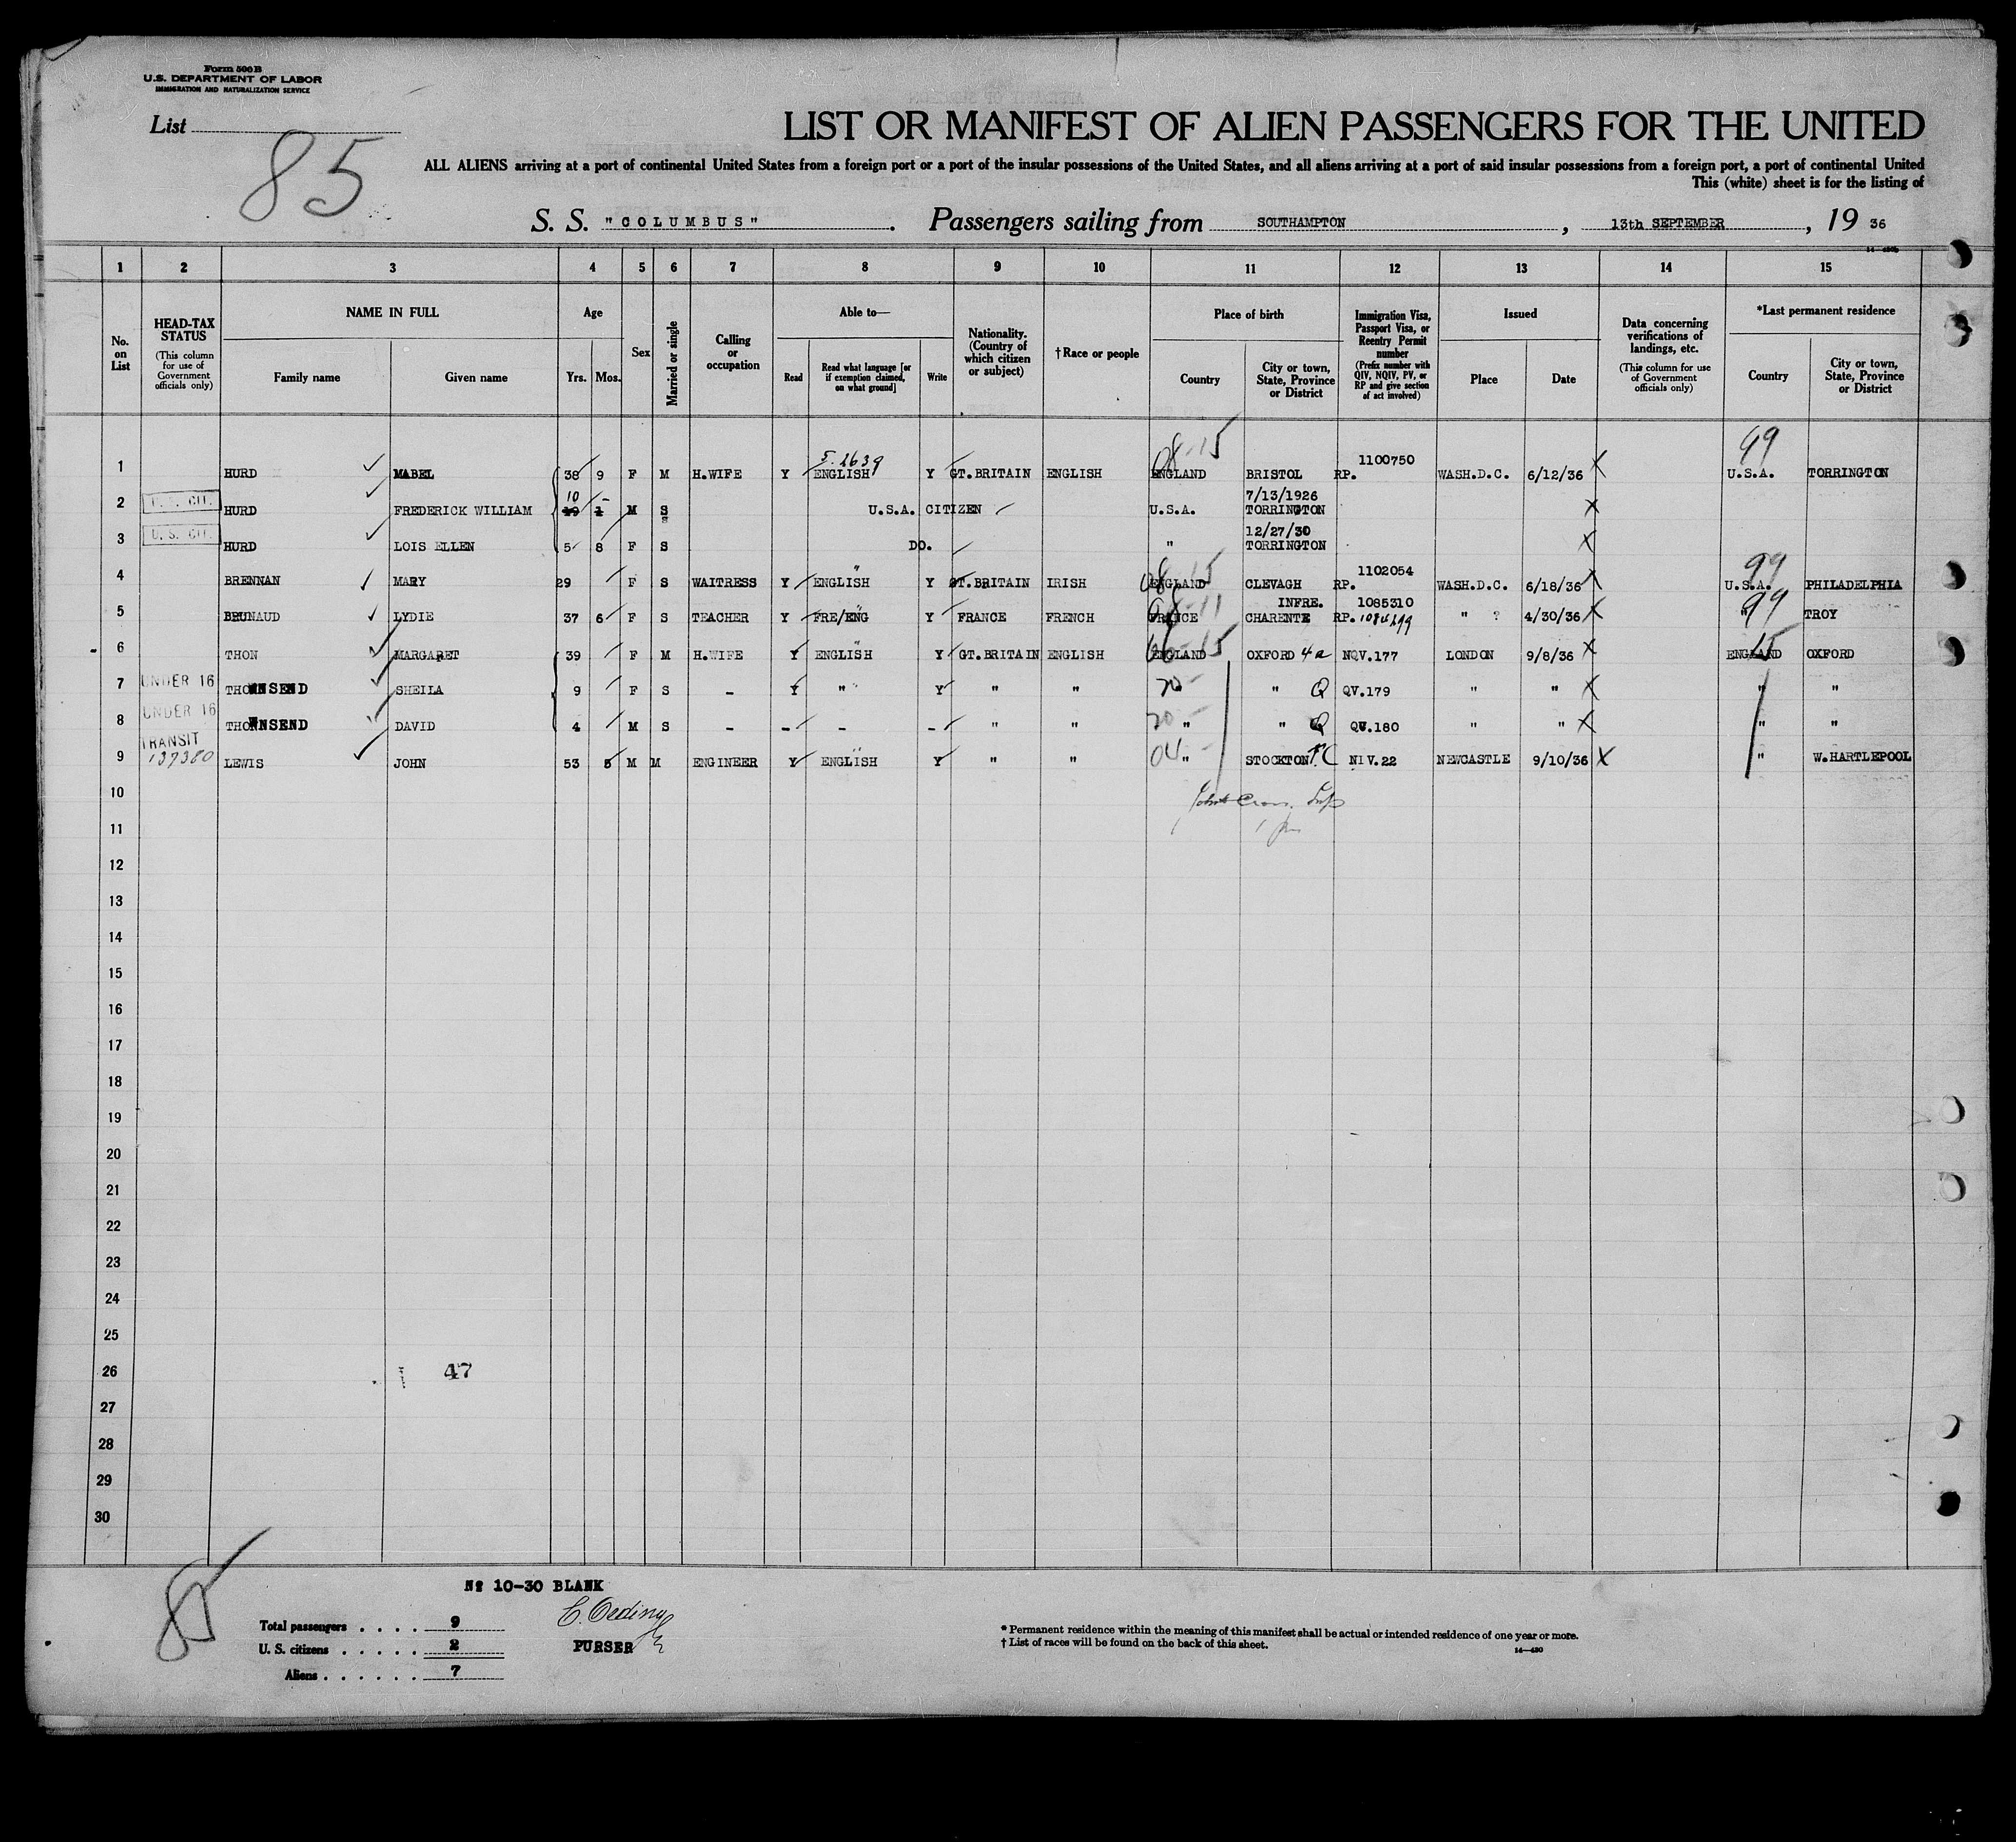 Form 500 B
U.S. DEPARTMENT OF LABOR
IMMIGRATION AND NATURALIZATION SERVICE
List
85
LIST OR MANIFEST OF ALIEN PASSENGERS FOR THE UNITED
ALL ALIENS arriving at a port of continental United States from a foreign port or a port of the insular possessions of the United States, and all aliens arriving at a port of said insular possessions from a foreign port, a port of continental United
This (white) sheet is for the listing of
S. S. "COLUMBUS". Passengers sailing from SOUTHAMPTON, 13th SEPTEMBER, 19 36
1 2 3 4 5 6 7 8 9 10 11 12 13 14 15
No. on List
HEAD-TAX STATUS (This column for use of Government officials only)
NAME IN FULL Family name Given name
Age Yrs. Mos.
Sex
Married or single
Calling or occupation
Able to— Read Read what language [or if exemption claimed, on what ground] Write
Nationality. (Country of which citizen or subject)
†Race or people
Place of birth Country City or town, State, Province or District
Immigration Visa, Passport Visa, or Reentry Permit number (Prefix number with QIV, NQIV, PV, or RP and give section of act involved)
Issued Place Date
Data concerning verifications of landings, etc. (This column for use of Government officials only)
*Last permanent residence Country City or town, State, Province or District
08-15 99
1100750
1 HURD MABEL 38 9 F M H.WIFE Y ENGLISH Y GT.BRITAIN ENGLISH ENGLAND BRISTOL RP. WASH.D.C. 6/12/36 U.S.A. TORRINGTON
10 - 7/13/1926
2 U. S. CIT. HURD FREDERICK WILLIAM M S U.S.A. CITIZEN U.S.A. TORRINGTON
12/27/30
3 U. S. CIT. HURD LOIS ELLEN 5 8 F S DO. " TORRINGTON
08-15 1102054 99
4 BRENNAN MARY 29 F S WAITRESS Y ENGLISH Y GT.BRITAIN IRISH ENGLAND CLEVAGH RP. WASH.D.C. 6/18/36 U.S.A. PHILADELPHIA
INFRE. 1085310 99
5 BRUNAUD LYDIE 37 6 F S TEACHER Y FRE/ENG Y FRANCE FRENCH FRANCE CHARENTE RP. " ? 4/30/36 " TROY
6 THON MARGARET 39 F M H.WIFE Y ENGLISH Y GT.BRITAIN ENGLISH ENGLAND OXFORD 4a NQV.177 LONDON 9/8/36 ENGLAND 15 OXFORD
7 UNDER 16 THOWNSEND SHEILA 9 F S - Y " Y " " " " Q QV.179 " " " "
8 UNDER 16 THOWNSEND DAVID 4 M S - - - - " " " " Q QV.180 " " " "
9 TRANSIT 137380 LEWIS JOHN 53 5 M M ENGINEER Y ENGLISH Y " " " STOCKTON NIV.22 NEWCASTLE 9/10/36 " W.HARTLEPOOL
10
11
12
13
14
15
16
17
18
19
20
21
22
23
24
25
26 47
27
28
29
30
85
Nº 10-30 BLANK
Total passengers . . . . 9
U. S. citizens . . . . . 2
Aliens . . . . . . 7
PURSER
* Permanent residence within the meaning of this manifest shall be actual or intended residence of one year or more.
† List of races will be found on the back of this sheet.